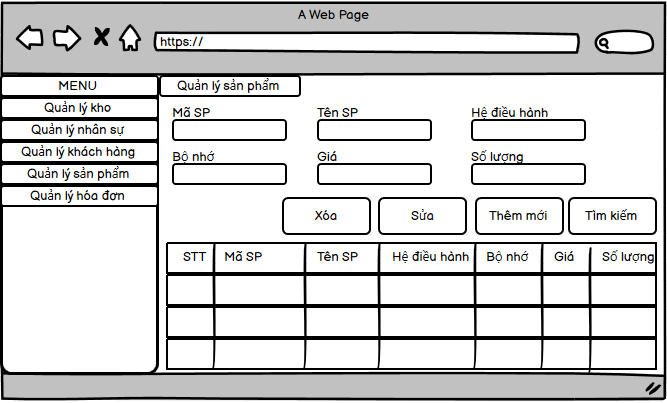 A Web Page
https://
MENU
Quản lý kho
Quản lý nhân sự
Quản lý khách hàng
Quản lý sản phẩm
Quản lý hóa đơn
Quản lý sản phẩm
Mã SP Tên SP Hệ điều hành
Bộ nhớ Giá Số lượng
Xóa Sửa Thêm mới Tìm kiếm
STT Mã SP Tên SP Hệ điều hành Bộ nhớ Giá Số lượng